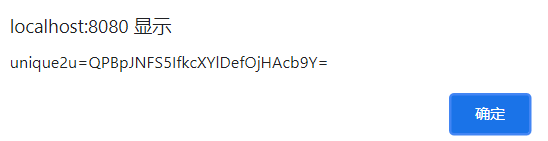 localhost:8080 显示
unique2u=QPBpJNFS5IfkcXYlDefOjHAcb9Y=
确定